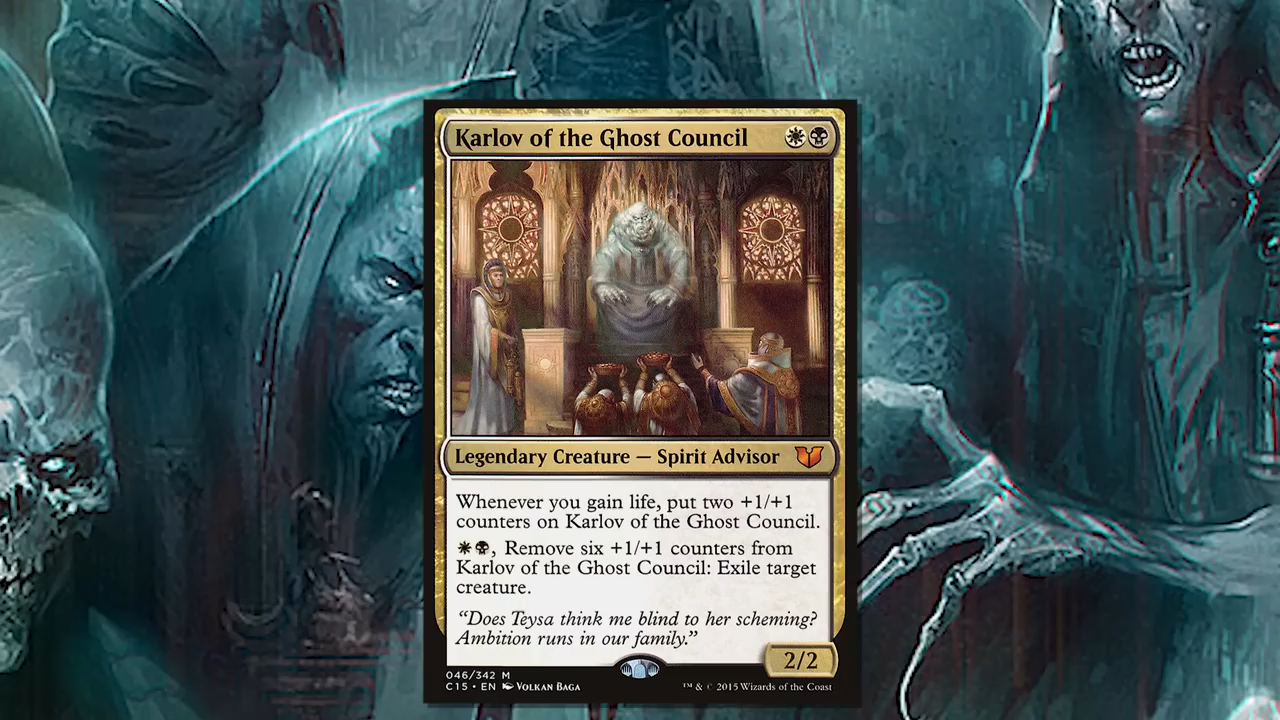 Karlov of the Ghost Council
Legendary Creature — Spirit Advisor
Whenever you gain life, put two +1/+1
counters on Karlov of the Ghost Council.
, Remove six +1/+1 counters from
Karlov of the Ghost Council: Exile target
creature.
“Does Teysa think me blind to her scheming?
Ambition runs in our family.”
2/2
046/342 M
C15 • EN Volkan Baga
™ & © 2015 Wizards of the Coast